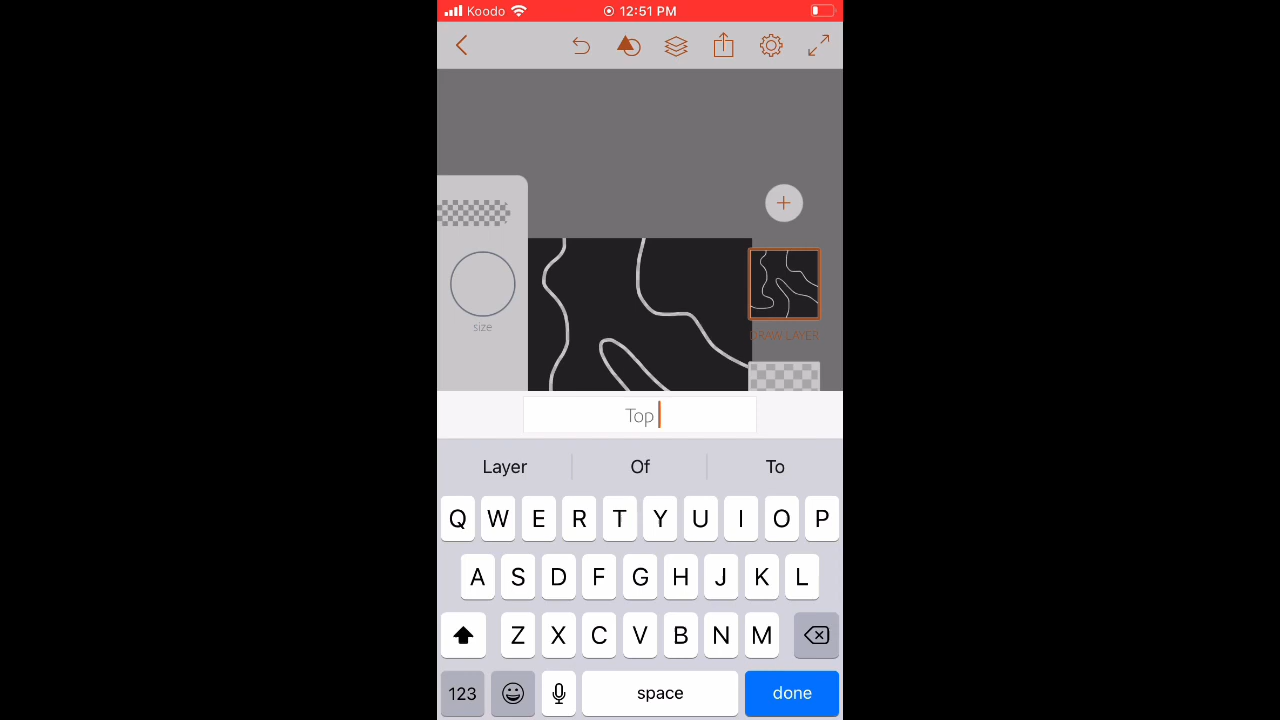 Koodo 12:51 PM
size
DRAW LAYER
Top
Layer Of To
Q W E R T Y U I O P
A S D F G H J K L
Z X C V B N M
123 space done